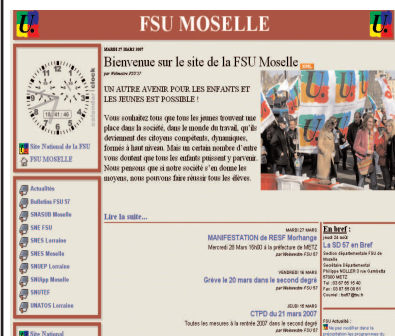 FSU MOSELLE
MARDI 27 MARS 2007
Bienvenue sur le site de la FSU Moselle
par Webmestre FSU 57
UN AUTRE AVENIR POUR LES ENFANTS ET
LES JEUNES EST POSSIBLE !
Vous souhaitez tous que tous les jeunes trouvent une
place dans la société, dans le monde du travail, qu'ils
deviennent des citoyens compétents, dynamiques,
formés à haut niveau. Mais un certain nombre d'entre
vous doutent que tous les enfants puissent y parvenir.
Nous pensons que si notre société s'en donne les
moyens, nous pouvons faire réussir tous les élèves.
Lire la suite...
Site National de la FSU
FSU MOSELLE
Actualités
Bulletins FSU 57
SNASUB Moselle
SNE FSU
SNES Lorraine
SNES Moselle
SNUEP Lorraine
SNUipp Moselle
SNUTEF
UNATOS Lorraine
Site National
MARDI 27 MARS
MANIFESTATION de RESF Morhange
Mercredi 28 Mars 16h00 à la préfecture de METZ
par Webmestre FSU 57
VENDREDI 16 MARS
Grève le 20 mars dans le second degré
par Webmestre FSU 57
JEUDI 15 MARS
CTPD du 21 mars 2007
Toutes les mesures à la rentrée 2007 dans le second degré
par Webmestre FSU 57
En bref :
jeudi 24 août
La SD 57 en Bref
Section départementale FSU de
Moselle
Secrétaire Départemental
Philippe NOLLER 3 rue Gambetta
57000 METZ
FSU Actualité :